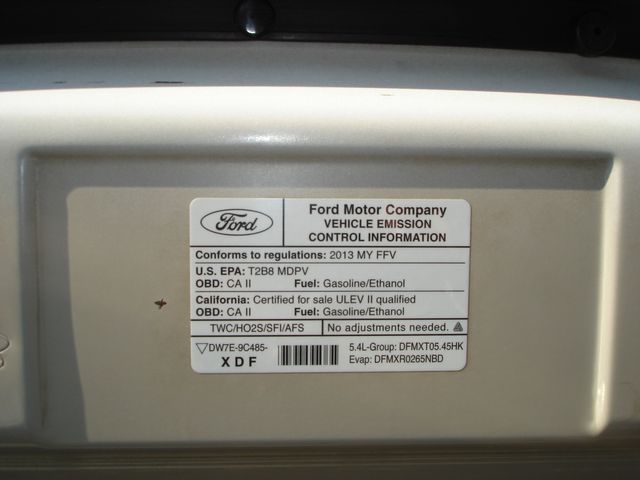 Ford
Ford Motor Company
VEHICLE EMISSION
CONTROL INFORMATION
Conforms to regulations: 2013 MY FFV
U.S. EPA: T2B8 MDPV
OBD: CA II Fuel: Gasoline/Ethanol
California: Certified for sale ULEV II qualified
OBD: CA II Fuel: Gasoline/Ethanol
TWC/HO2S/SFI/AFS No adjustments needed.
DW7E-9C485- 5.4L-Group: DFMXT05.45HK
XDF Evap: DFMXR0265NBD